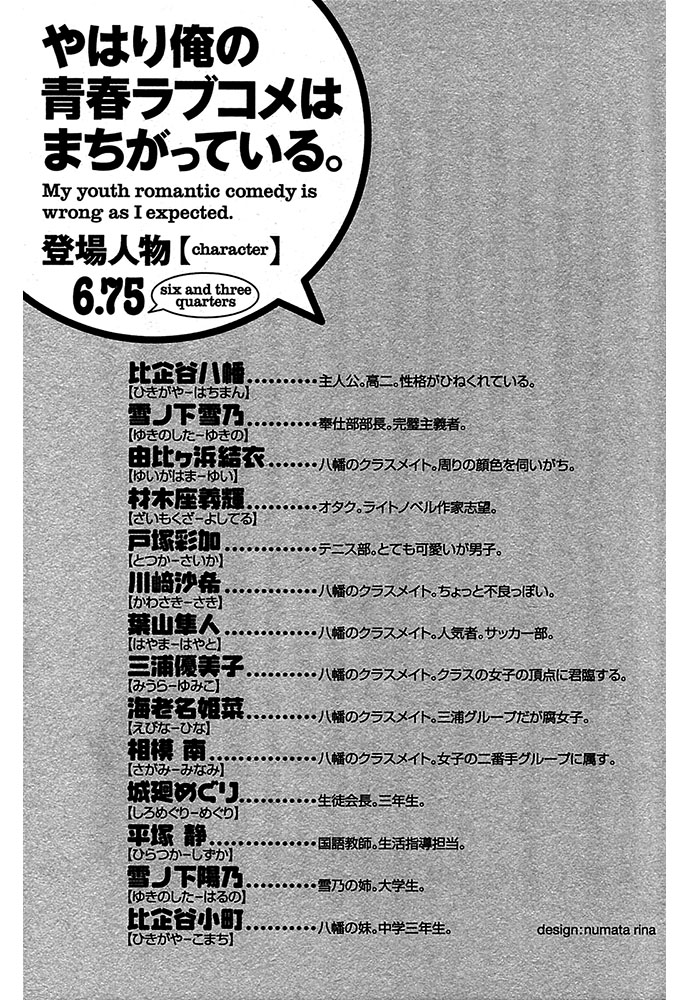 やはり俺の
青春ラブコメは
まちがっている。
My youth romantic comedy is
wrong as I expected.
登場人物【character】
6.75 six and three
quarters
比企谷八幡…………主人公。高二。性格がひねくれている。
【ひきがや−はちまん】
雪ノ下雪乃…………奉仕部部長。完璧主義者。
【ゆきのした−ゆきの】
由比ヶ浜結衣………八幡のクラスメイト。周りの顔色を伺いがち。
【ゆいがはま−ゆい】
材木座義輝…………オタク。ライトノベル作家志望。
【ざいもくざ−よしてる】
戸塚彩加……………テニス部。とても可愛いが男子。
【とつか−さいか】
川﨑沙希……………八幡のクラスメイト。ちょっと不良っぽい。
【かわさき−さき】
葉山隼人……………八幡のクラスメイト。人気者。サッカー部。
【はやま−はやと】
三浦優美子…………八幡のクラスメイト。クラスの女子の頂点に君臨する。
【みうら−ゆみこ】
海老名姫菜…………八幡のクラスメイト。三浦グループだが腐女子。
【えびな−ひな】
相模 南………………八幡のクラスメイト。女子の二番手グループに属す。
【さがみ−みなみ】
城廻めぐり…………生徒会長。三年生。
【しろめぐり−めぐり】
平塚 静………………国語教師。生活指導担当。
【ひらつか−しずか】
雪ノ下陽乃…………雪乃の姉。大学生。
【ゆきのした−はるの】
比企谷小町…………八幡の妹。中学三年生。
【ひきがや−こまち】
design:numata rina